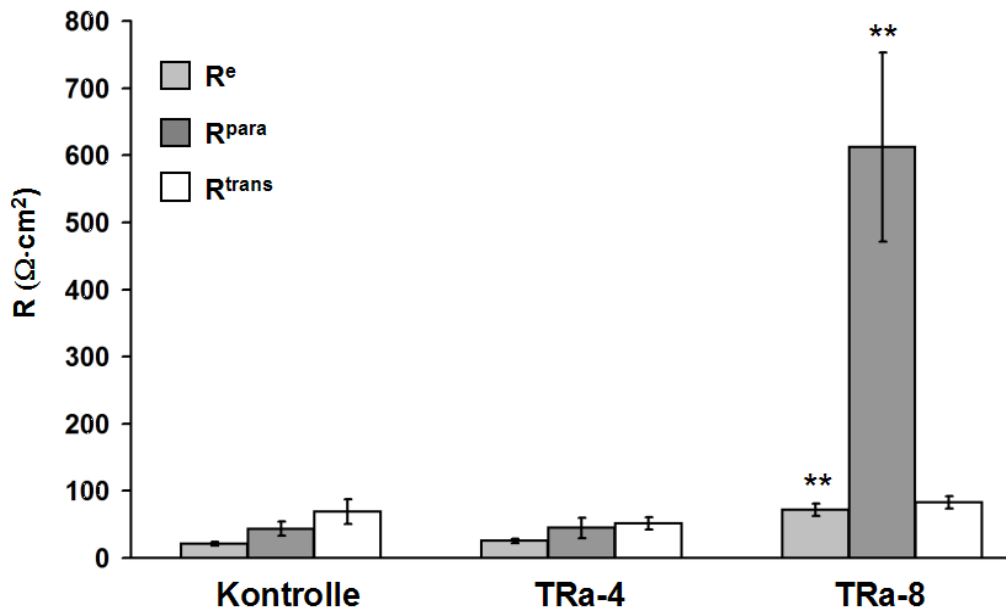 800
700
600
500
400
300
200
100
0
R (Ω·cm²)
Rᵉ
Rᵖᵃʳᵃ
Rᵗʳᵃⁿˢ
**
**
Kontrolle
TRa-4
TRa-8